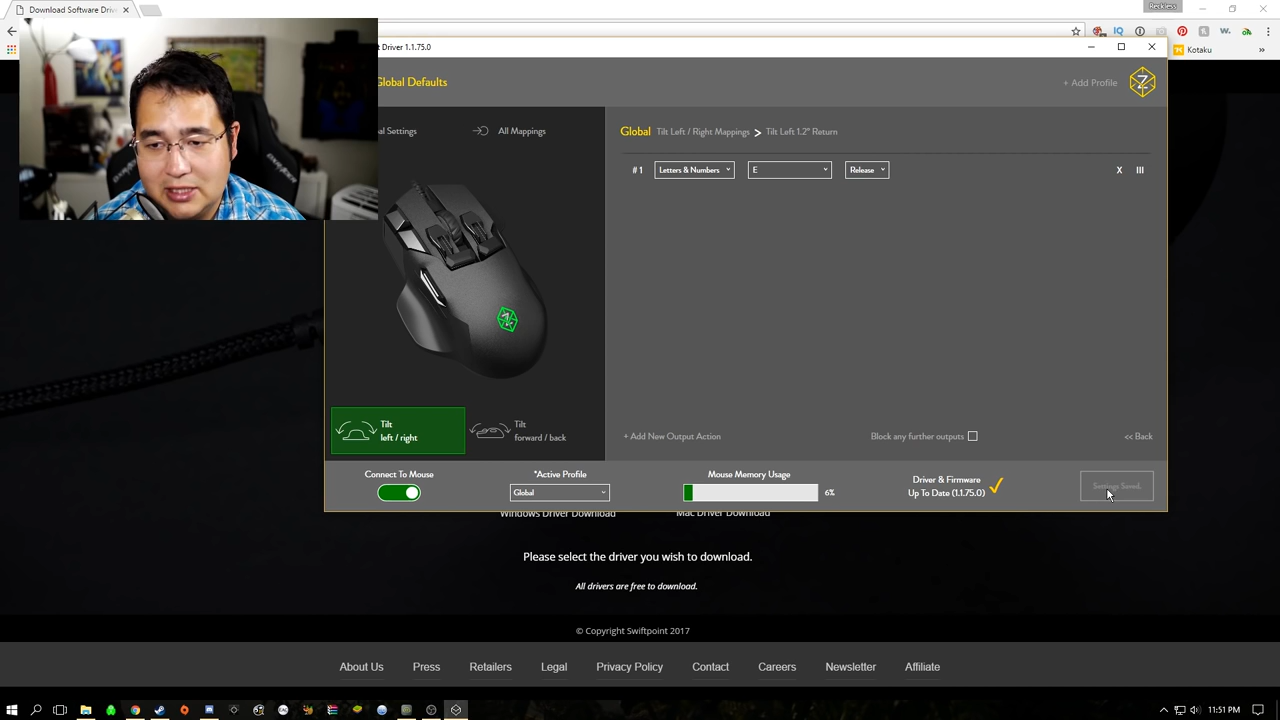 Download Software Driv
Reckless
Kotaku
t Driver 1.1.75.0
Global Defaults
+ Add Profile
al Settings
All Mappings
Global Tilt Left / Right Mappings > Tilt Left 1.2° Return
# 1 Letters & Numbers E Release X III
Tilt
left / right
Tilt
forward / back
+ Add New Output Action
Block any further outputs
<< Back
Connect To Mouse
*Active Profile
Global
Mouse Memory Usage
6%
Driver & Firmware
Up To Date (1.1.75.0)
Settings Saved.
Windows Driver Download
Mac Driver Download
Please select the driver you wish to download.
All drivers are free to download.
© Copyright Swiftpoint 2017
About Us Press Retailers Legal Privacy Policy Contact Careers Newsletter Affiliate
11:51 PM